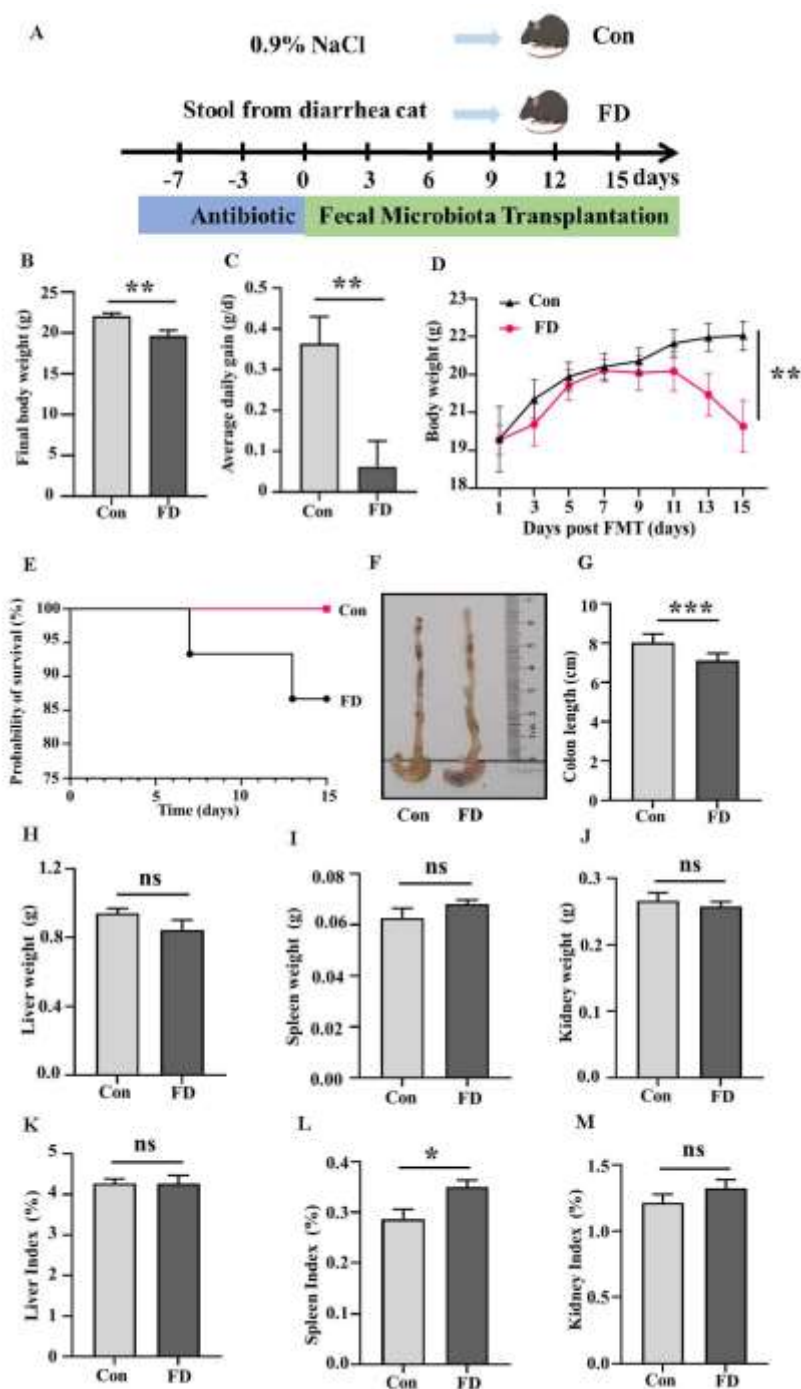 A
0.9% NaCl
Con
Stool from diarrhea cat
FD
-7 -3 0 3 6 9 12 15 days
Antibiotic Fecal Microbiota Transplantation
B
Final body weight (g)
25
20
15
10
5
0
**
Con FD
C
Average daily gain (g/d)
0.5
0.4
0.3
0.2
0.1
0
**
Con FD
D
Body weight (g)
23
22
20
21
19
18
Con
FD
**
1 3 5 7 9 11 13 15
Days post FMT (days)
E
Probability of survival (%)
100
95
90
85
80
75
Con
FD
0 5 10 15
Time (days)
F
Con FD
G
Colon length (cm)
10
8
6
4
2
0
***
Con FD
H
Liver weight (g)
1.2
0.9
0.4
0.0
ns
Con FD
I
Spleen weight (g)
0.08
0.06
0.04
0.02
0.00
ns
Con FD
J
Kidney weight (g)
0.3
0.2
0.1
0.0
ns
Con FD
K
Liver Index (%)
5
4
3
2
1
0
ns
Con FD
L
Spleen Index (%)
0.4
0.3
0.2
0.1
0.0
*
Con FD
M
Kidney Index (%)
1.5
1.0
0.5
0.0
ns
Con FD